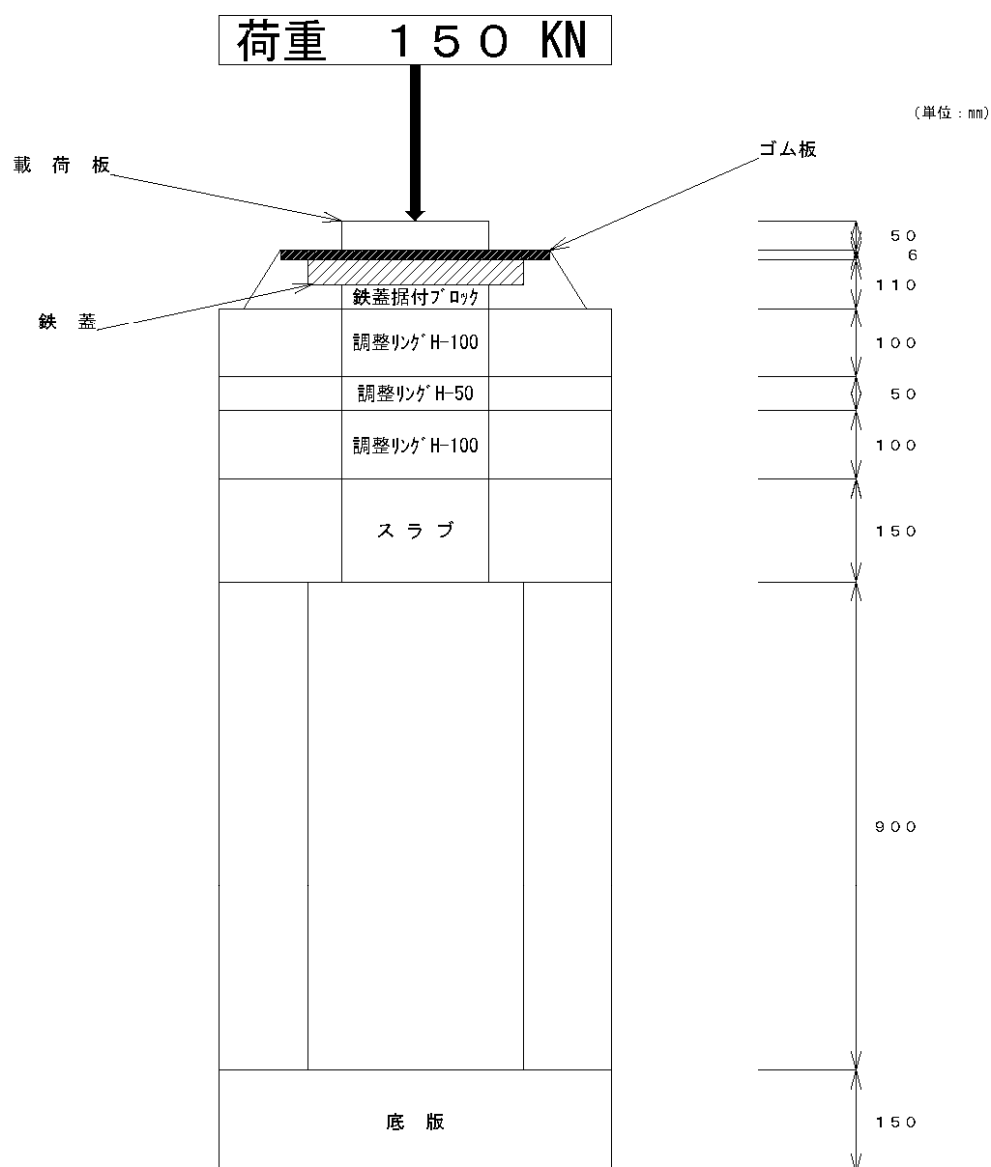 荷重 １５０ KN
(単位：㎜)
載 荷 板
ゴム板
５０
６
鉄蓋据付ﾌﾞﾛｯｸ
１１０
鉄 蓋
調整ﾘﾝｸﾞH-100
１００
調整ﾘﾝｸﾞH-50
５０
調整ﾘﾝｸﾞH-100
１００
ス ラ ブ
１５０
９００
底 版
１５０